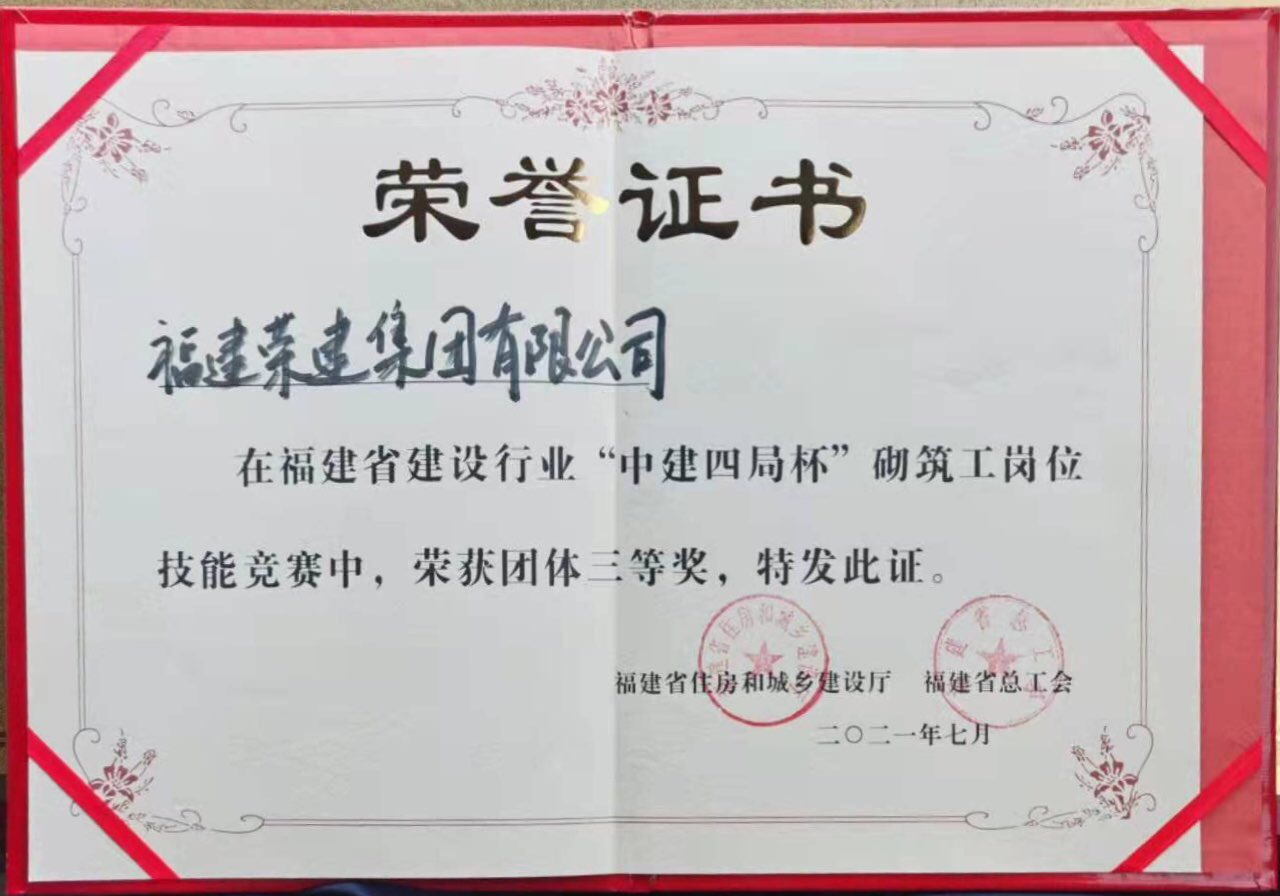 荣誉证书
福建荣建集团有限公司
在福建省建设行业“中建四局杯”砌筑工岗位
技能竞赛中，荣获团体三等奖，特发此证。
福建省住房和城乡建设厅 福建省总工会
二〇二一年七月